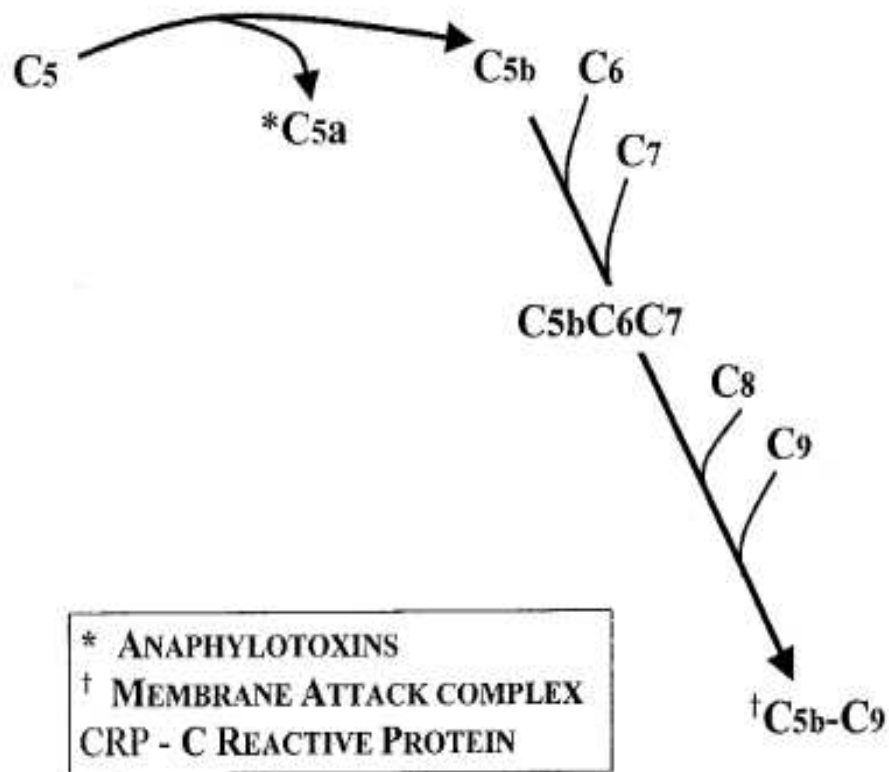 C5
C5b
C6
*C5a
C7
C5bC6C7
C8
C9
* ANAPHYLOTOXINS
† MEMBRANE ATTACK COMPLEX
CRP - C REACTIVE PROTEIN
†C5b-C9